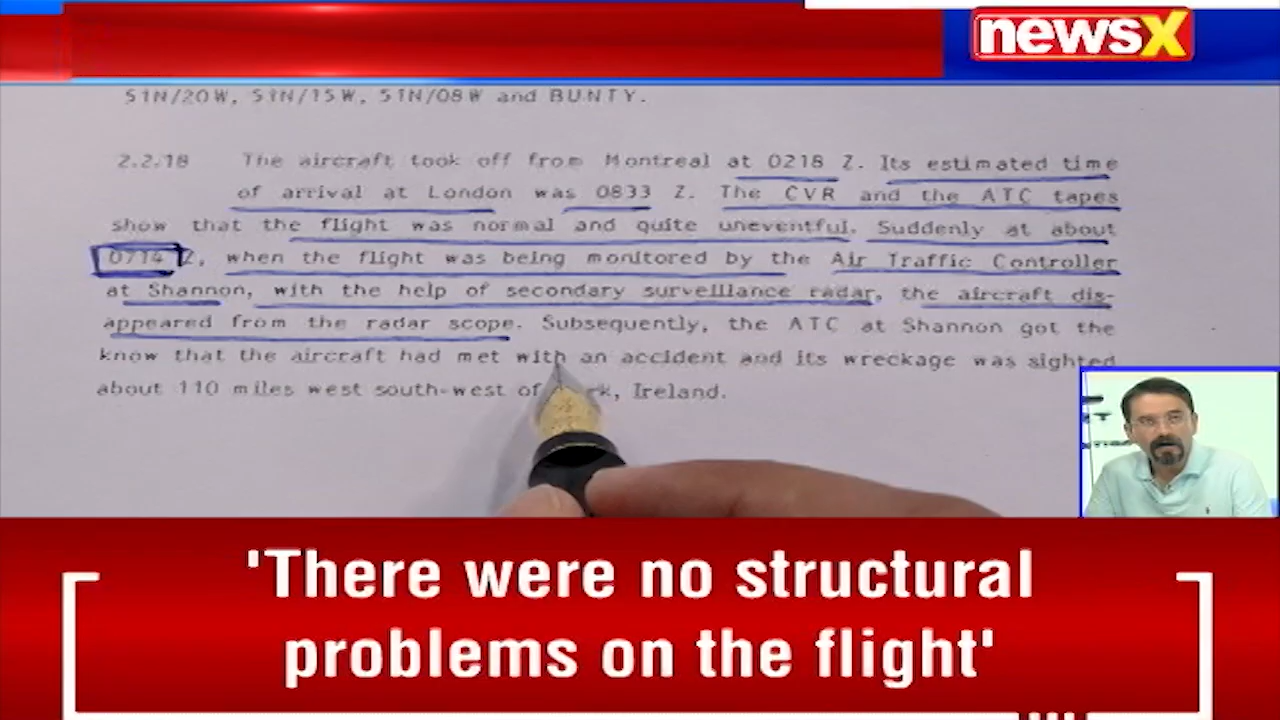 newsX
51N/20W, 51N/15W, 51N/08W and BUNTY.
2.2.18 The aircraft took off from Montreal at 0218 Z. Its estimated time
of arrival at London was 0833 Z. The CVR and the ATC tapes
show that the flight was normal and quite uneventful. Suddenly at about
0714 Z, when the flight was being monitored by the Air Traffic Controller
at Shannon, with the help of secondary surveillance radar, the aircraft dis-
appeared from the radar scope. Subsequently, the ATC at Shannon got the
know that the aircraft had met with an accident and its wreckage was sighted
about 110 miles west south-west of Ireland.
'There were no structural
problems on the flight'